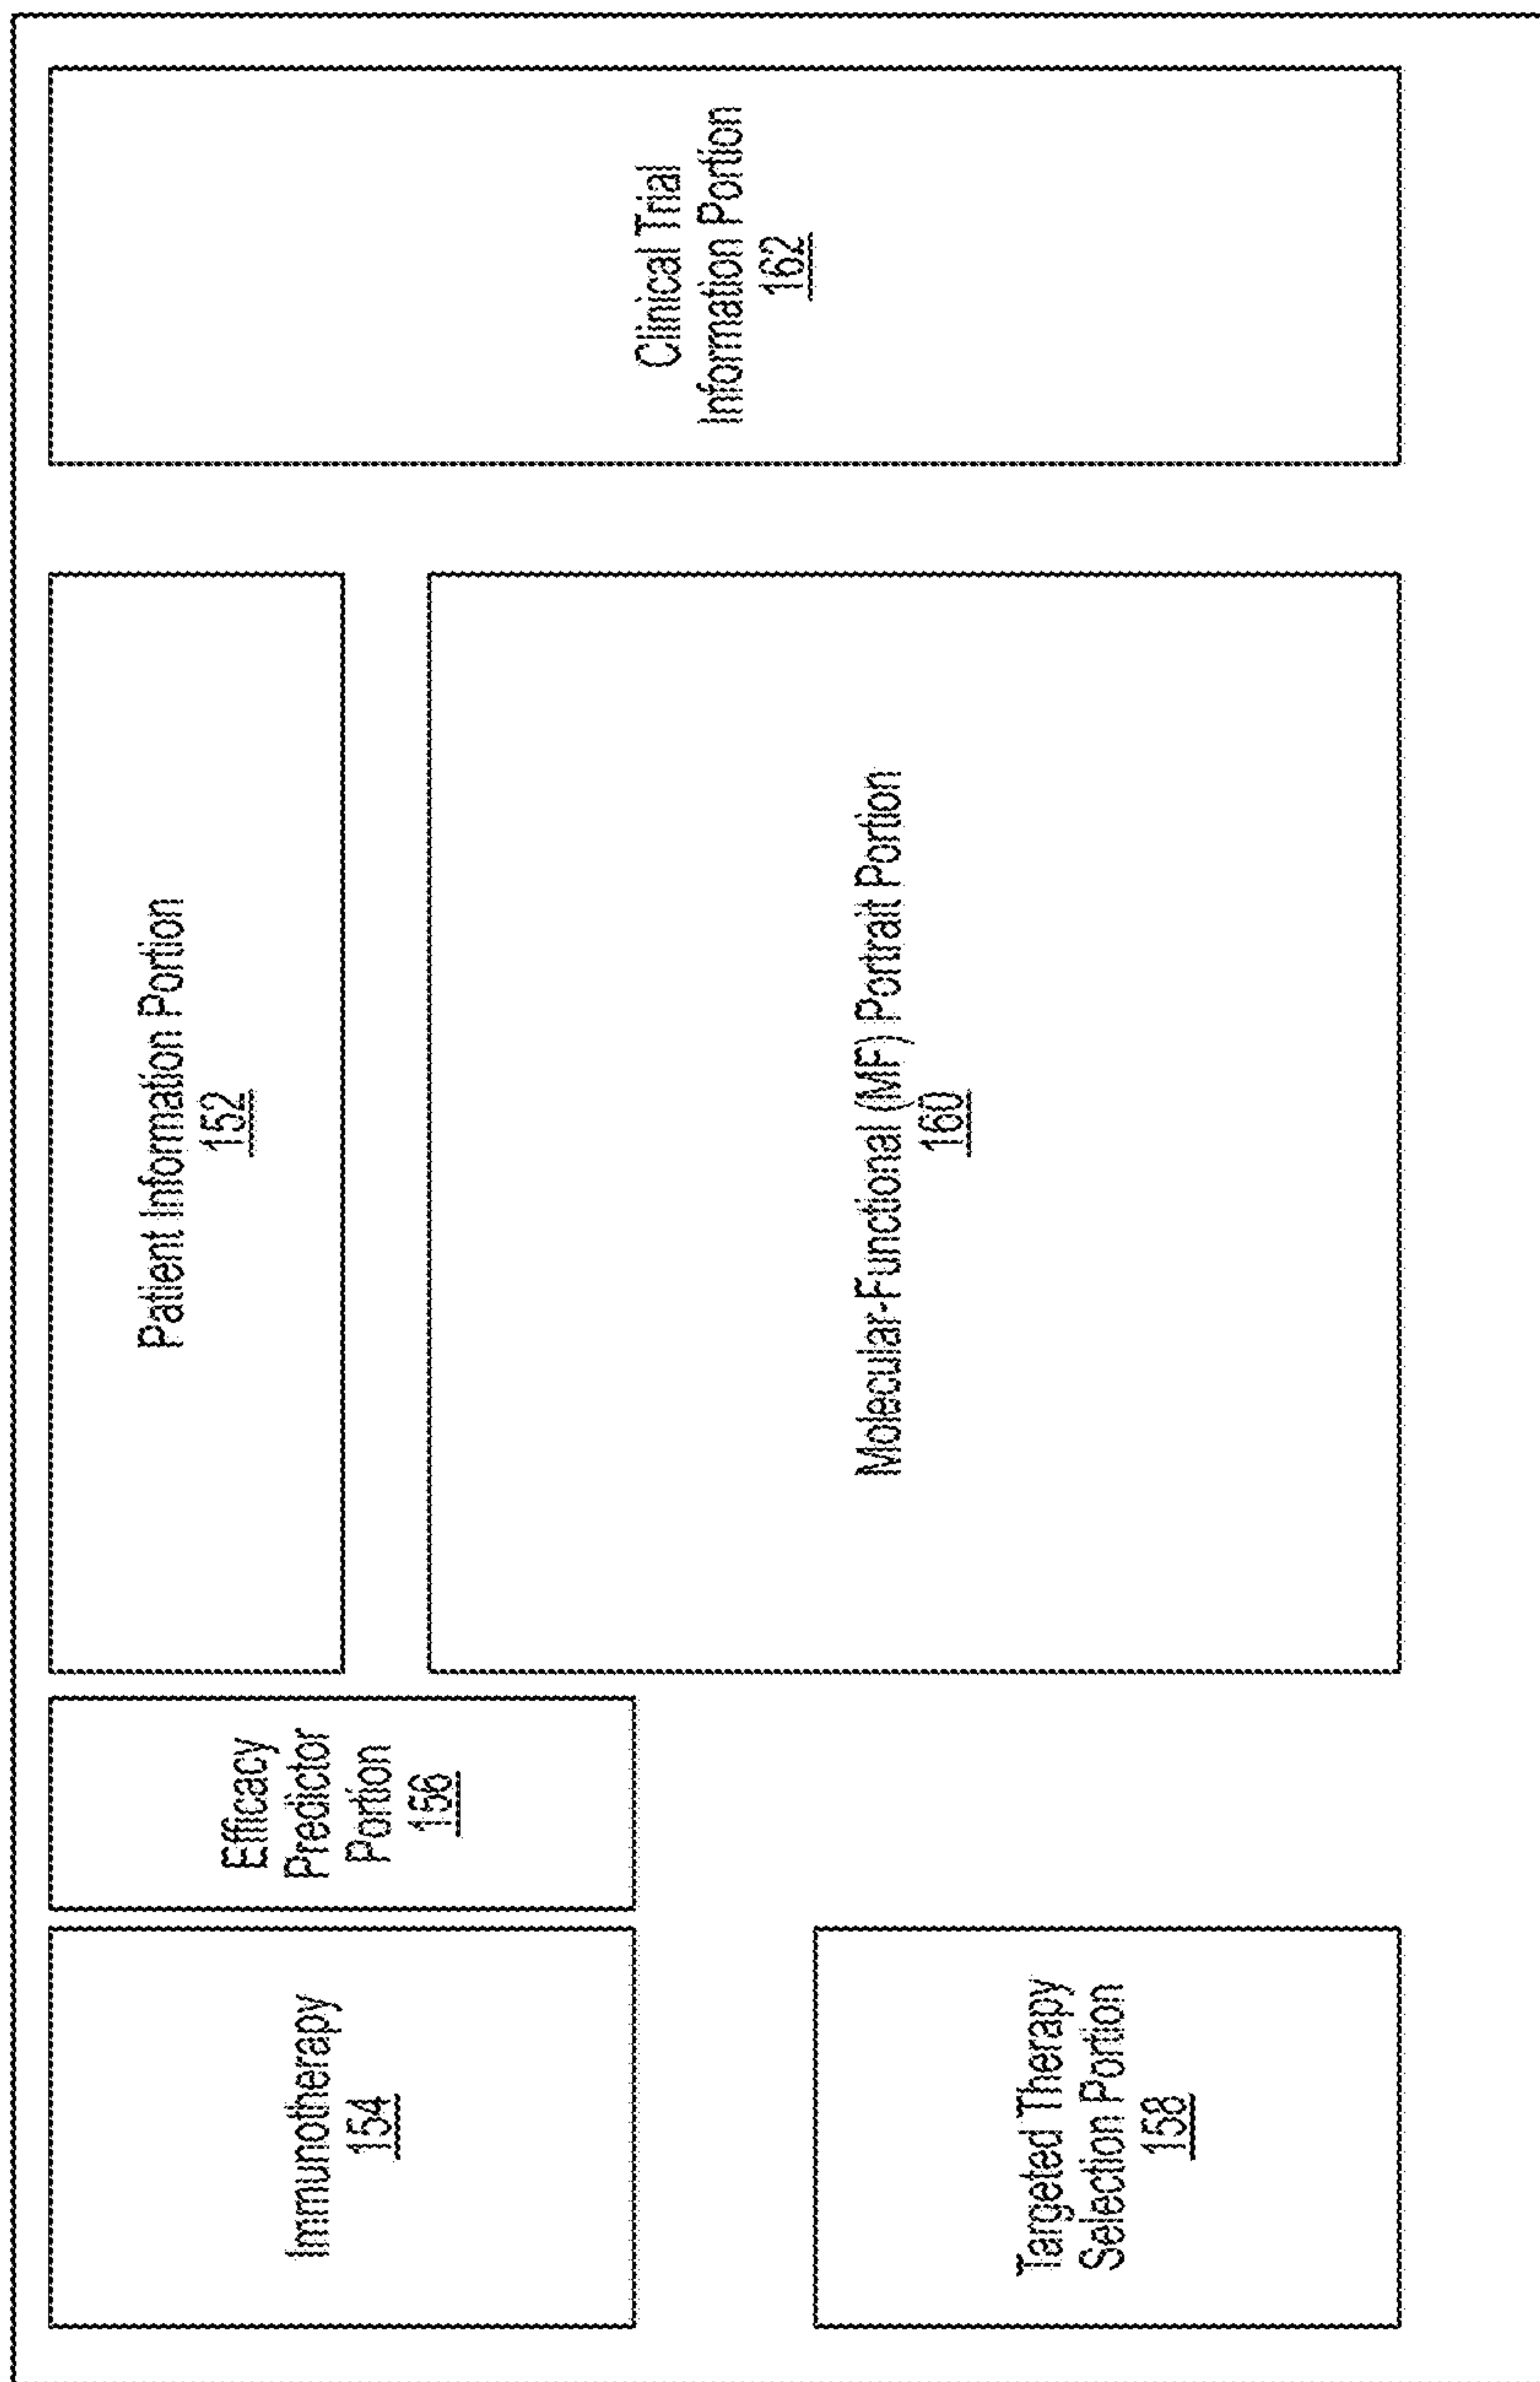 Immunotherapy
154
Efficacy
Predictor
Portion
156
Patient Information Portion
152
Clinical Trial
Information Portion
162
Targeted Therapy
Selection Portion
158
Molecular-Functional (MF) Portrait Portion
160